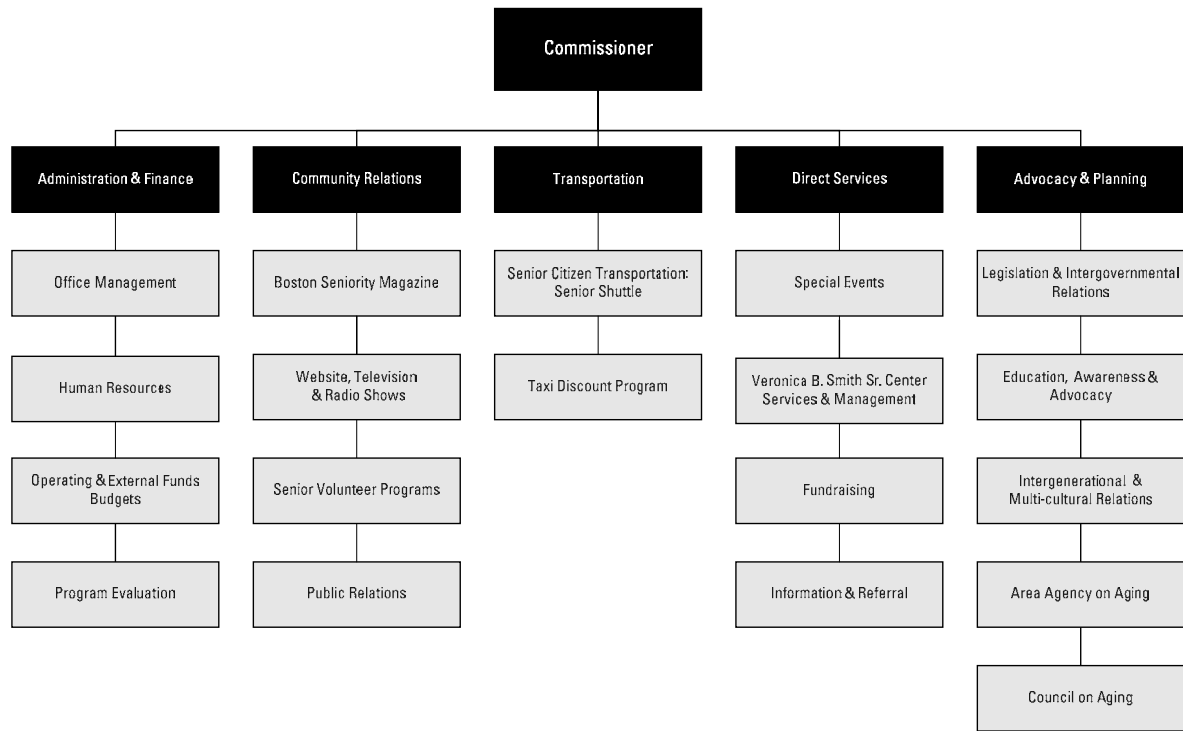 Commissioner
Administration & Finance
Community Relations
Transportation
Direct Services
Advocacy & Planning
Office Management
Boston Seniority Magazine
Senior Citizen Transportation:
Senior Shuttle
Special Events
Legislation & Intergovernmental
Relations
Human Resources
Website, Television
& Radio Shows
Taxi Discount Program
Veronica B. Smith Sr. Center
Services & Management
Education, Awareness &
Advocacy
Operating & External Funds
Budgets
Senior Volunteer Programs
Fundraising
Intergenerational &
Multi-cultural Relations
Program Evaluation
Public Relations
Information & Referral
Area Agency on Aging
Council on Aging